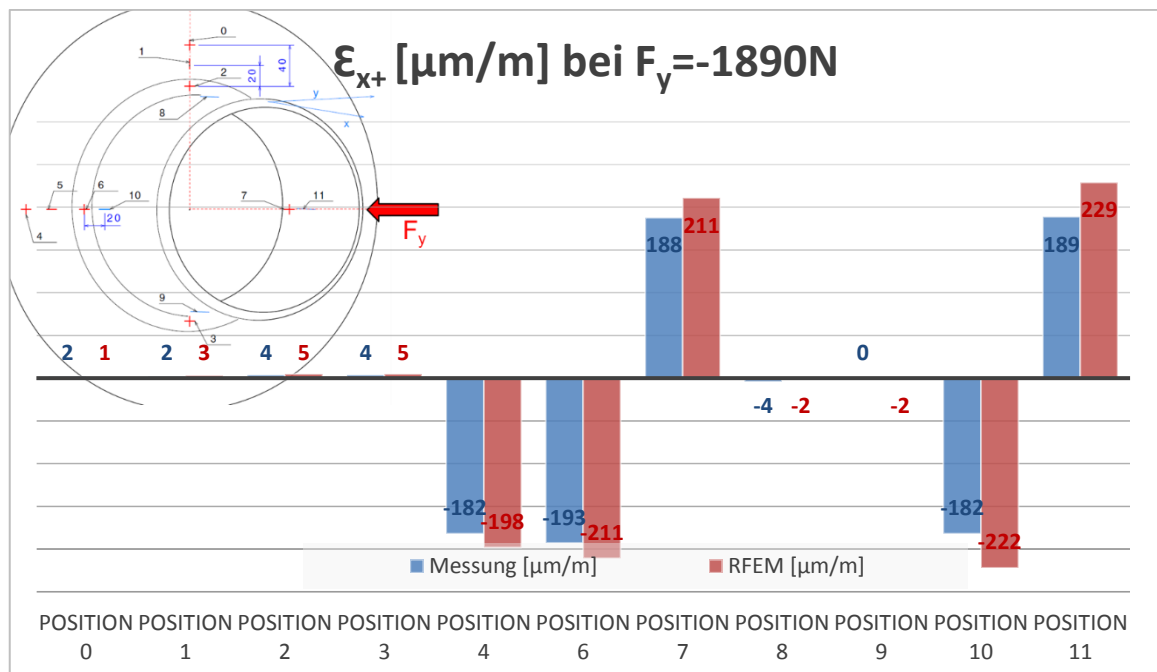 εx+ [µm/m] bei Fy=-1890N
0
1
20
40
2
8
y
x
5
6
10
7
11
20
4
Fy
9
3
2 1 2 3 4 5 4 5 0
188 211 189 229
-4 -2 -2
-182 -198 -193 -211 -182 -222
Messung [µm/m] RFEM [µm/m]
POSITION POSITION POSITION POSITION POSITION POSITION POSITION POSITION POSITION POSITION POSITION
0 1 2 3 4 6 7 8 9 10 11